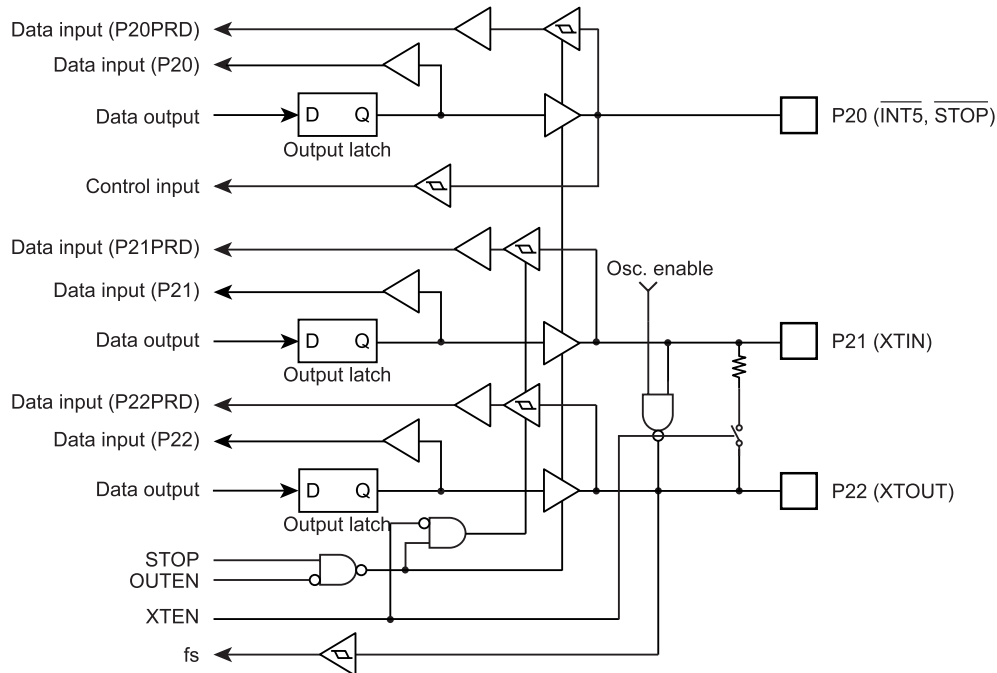 Data input (P20PRD)
Data input (P20)
Data output
D Q
P20 (INT5, STOP)
Output latch
Control input
Data input (P21PRD)
Osc. enable
Data input (P21)
Data output
D Q
P21 (XTIN)
Output latch
Data input (P22PRD)
Data input (P22)
Data output
D Q
P22 (XTOUT)
Output latch
STOP
OUTEN
XTEN
fs